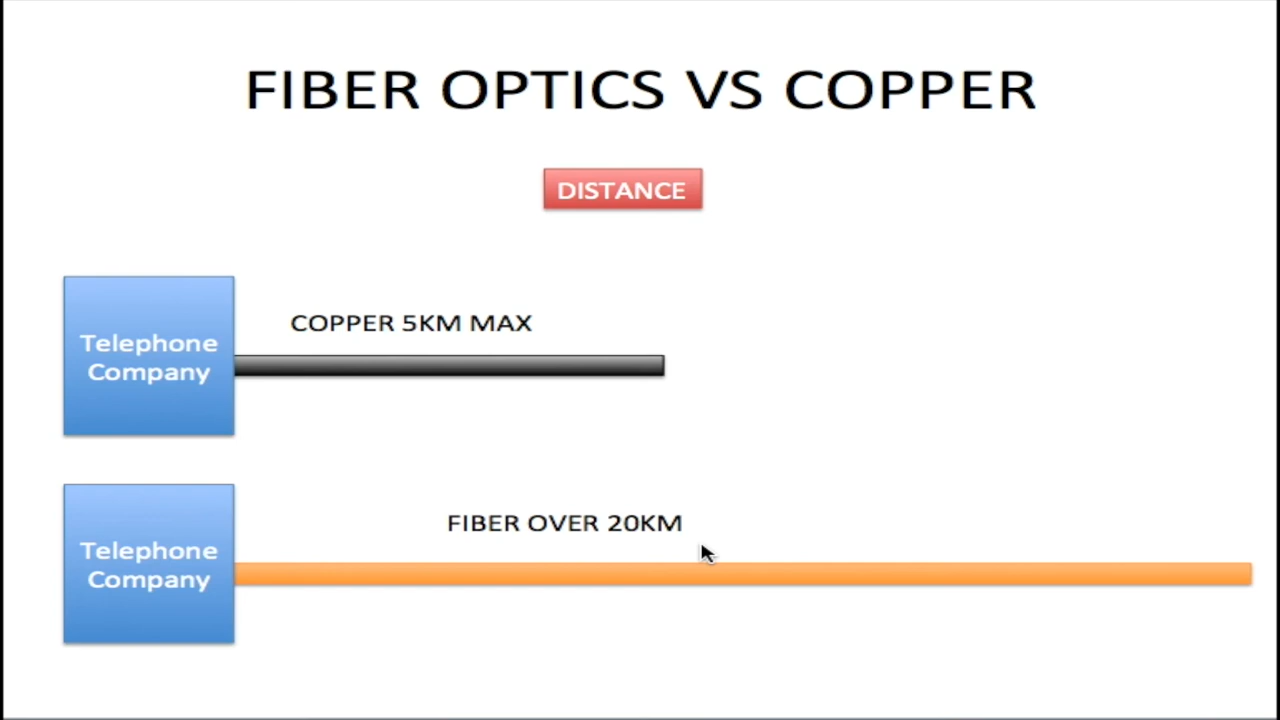 FIBER OPTICS VS COPPER
DISTANCE
COPPER 5KM MAX
Telephone
Company
FIBER OVER 20KM
Telephone
Company